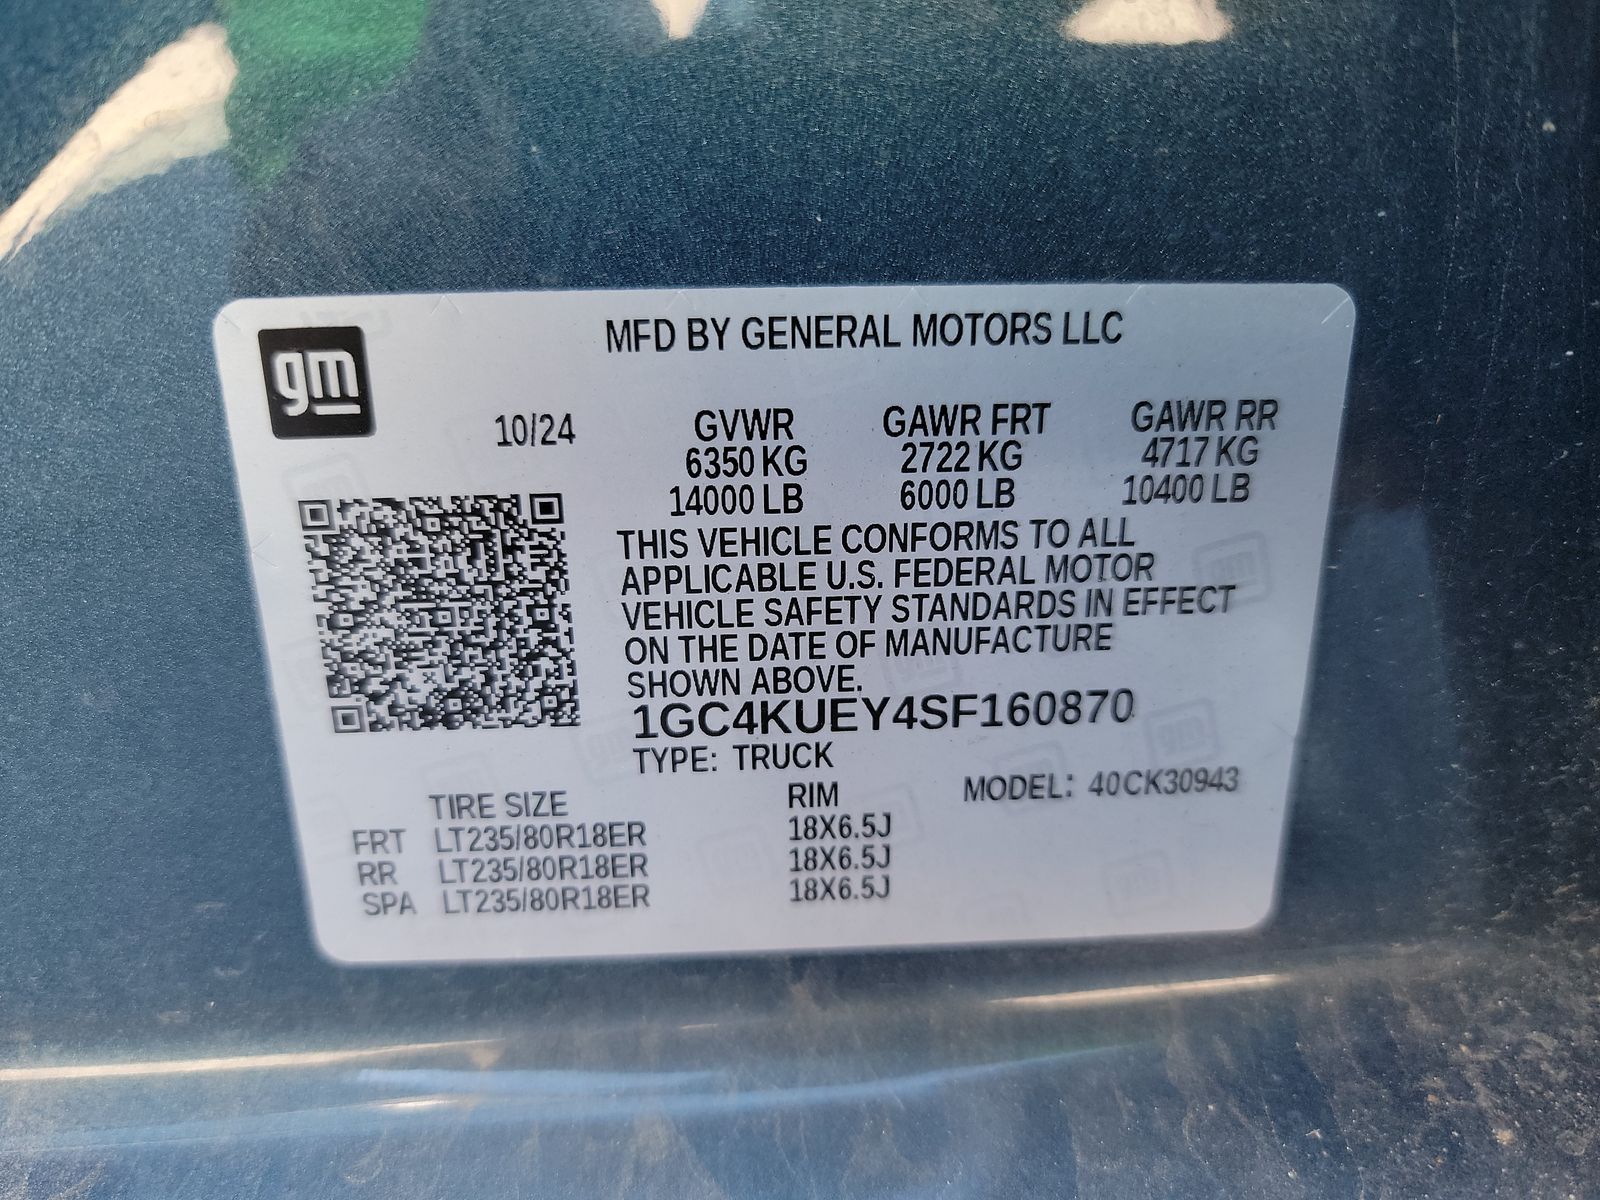 gm
MFD BY GENERAL MOTORS LLC
10/24 GVWR GAWR FRT GAWR RR
6350 KG 2722 KG 4717 KG
14000 LB 6000 LB 10400 LB
THIS VEHICLE CONFORMS TO ALL
APPLICABLE U.S. FEDERAL MOTOR
VEHICLE SAFETY STANDARDS IN EFFECT
ON THE DATE OF MANUFACTURE
SHOWN ABOVE.
1GC4KUEY4SF160870
TYPE: TRUCK
TIRE SIZE RIM MODEL: 40CK30943
FRT LT235/80R18ER 18X6.5J
RR LT235/80R18ER 18X6.5J
SPA LT235/80R18ER 18X6.5J